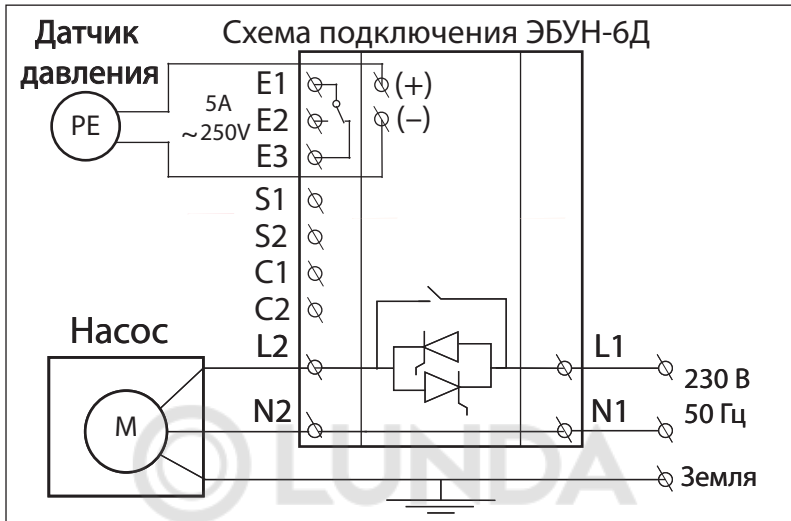 Датчик
давления
Схема подключения ЭБУН-6Д
PE
5A
~250V
E1
E2
E3
(+)
(−)
S1
S2
C1
C2
Насос
L2
L1
230 В
50 Гц
M
N2
N1
Земля
LUNDA